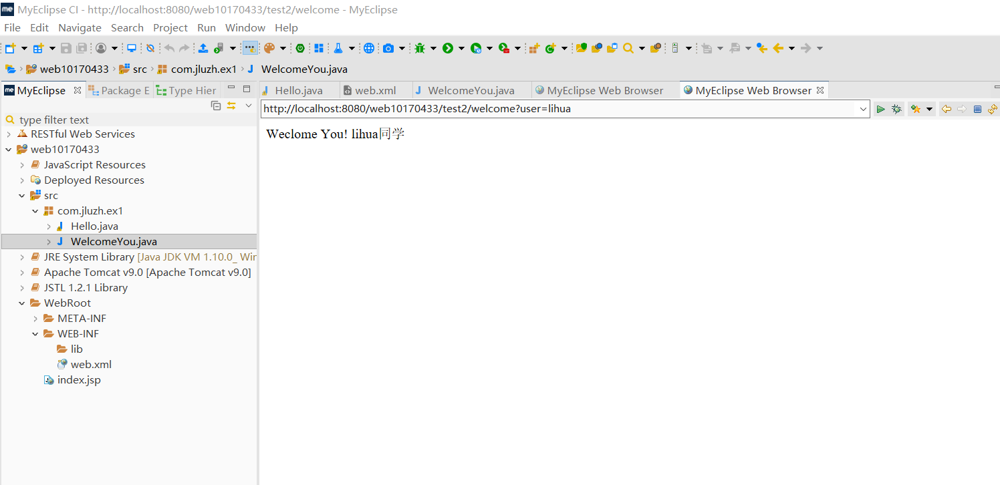 MyEclipse CI - http://localhost:8080/web10170433/test2/welcome - MyEclipse
File Edit Navigate Search Project Run Window Help
web10170433 src com.jluzh.ex1 WelcomeYou.java
MyEclipse Package E Type Hier Hello.java web.xml WelcomeYou.java MyEclipse Web Browser MyEclipse Web Browser
http://localhost:8080/web10170433/test2/welcome?user=lihua
type filter text
Weclome You! lihua同学
RESTful Web Services
web10170433
JavaScript Resources
Deployed Resources
src
com.jluzh.ex1
Hello.java
WelcomeYou.java
JRE System Library [Java JDK VM 1.10.0_ Wir
Apache Tomcat v9.0 [Apache Tomcat v9.0]
JSTL 1.2.1 Library
WebRoot
META-INF
WEB-INF
lib
web.xml
index.jsp